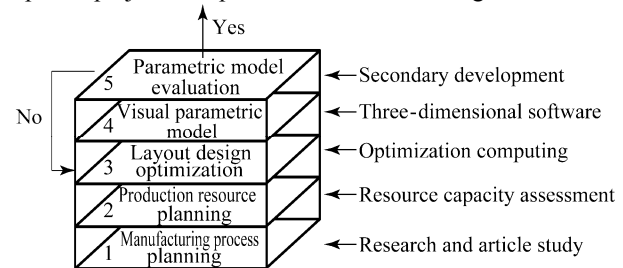 Yes
5 Parametric model
evaluation
Secondary development
No
4 Visual parametric
model
Three-dimensional software
3 Layout design
optimization
Optimization computing
2 Production resource
planning
Resource capacity assessment
1 Manufacturing process
planning
Research and article study